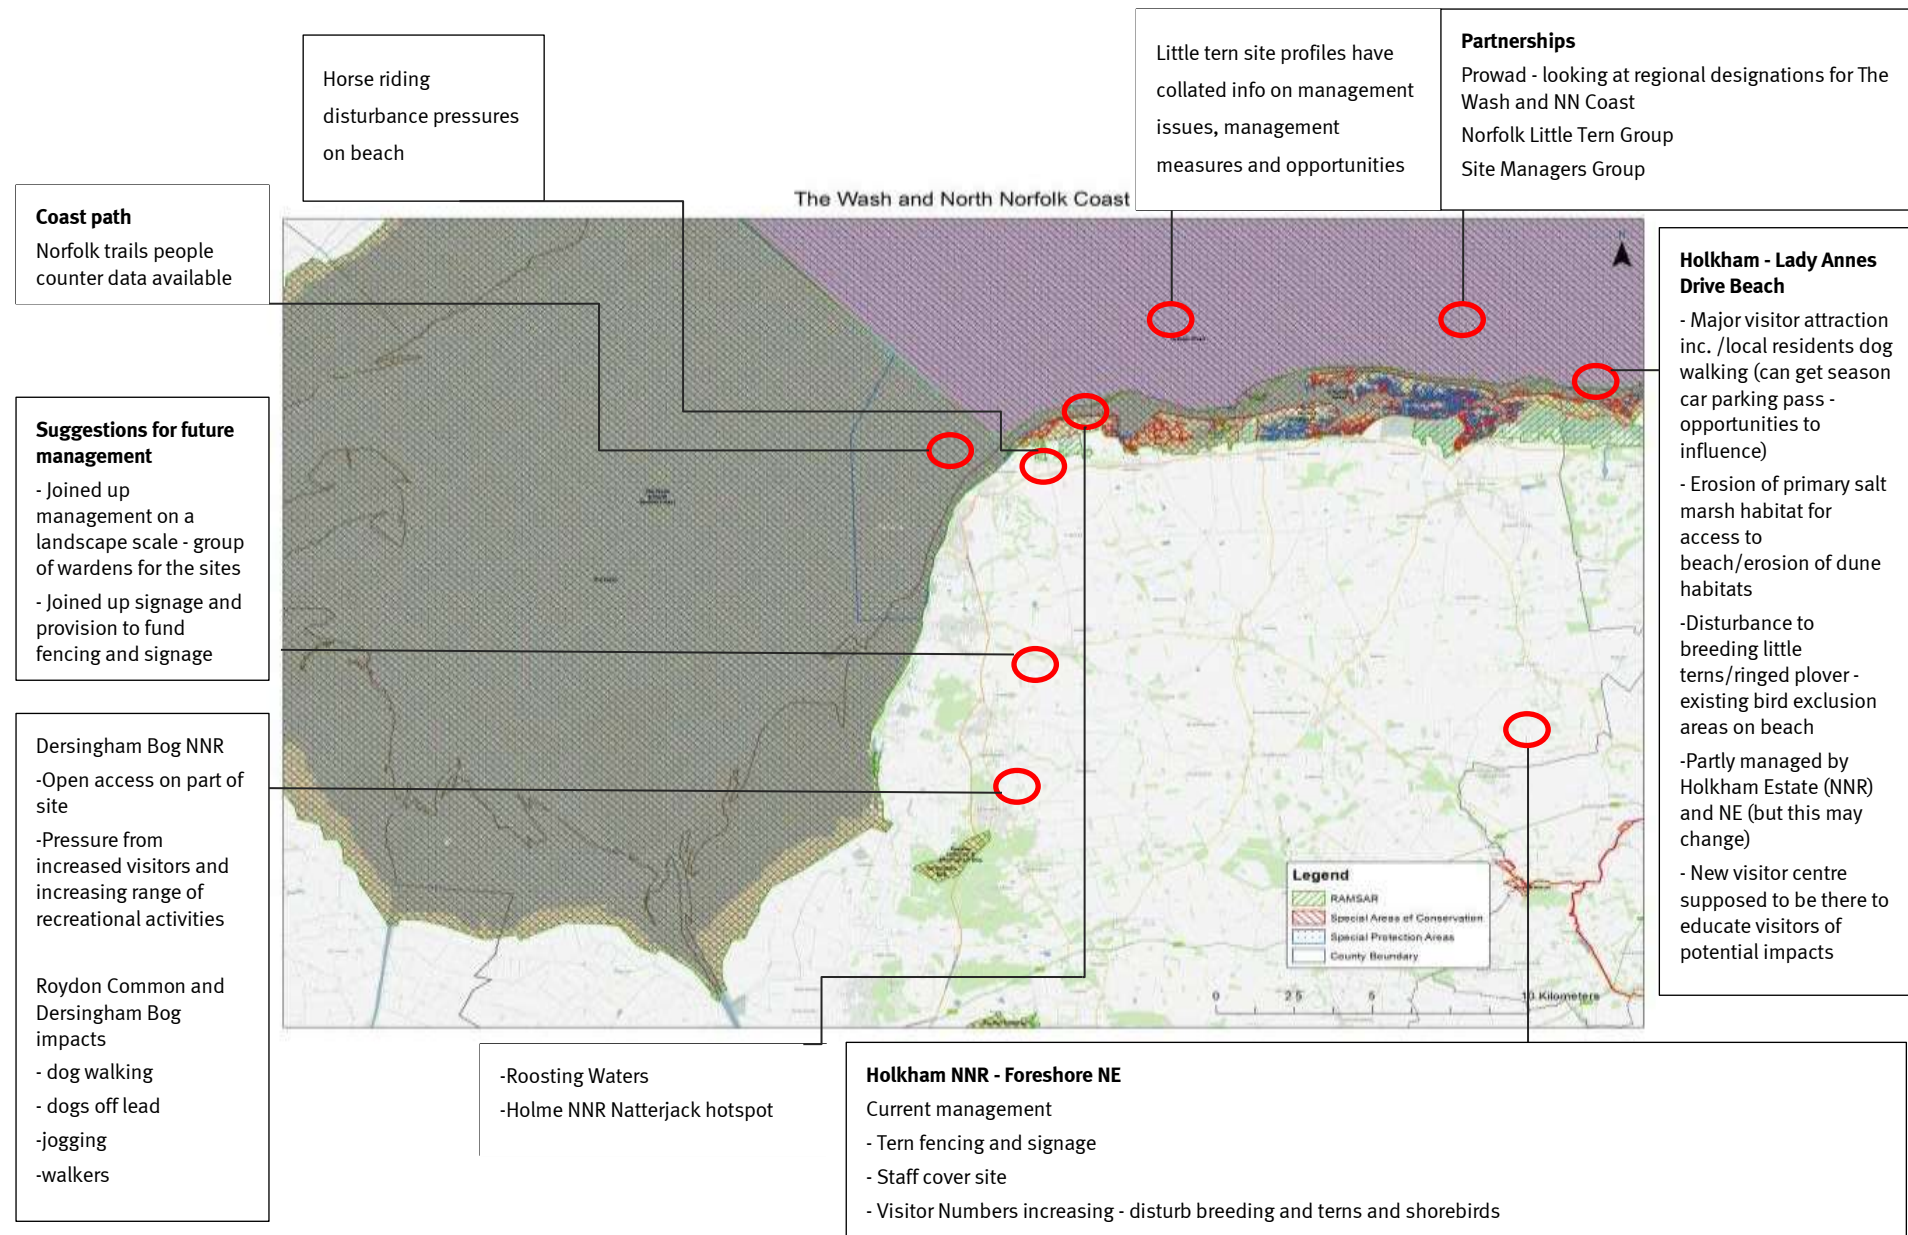 Horse riding
disturbance pressures
on beach
Little tern site profiles have
collated info on management
issues, management
measures and opportunities
Partnerships
Prowad - looking at regional designations for The
Wash and NN Coast
Norfolk Little Tern Group
Site Managers Group
Coast path
Norfolk trails people
counter data available
The Wash and North Norfolk Coast
Holkham - Lady Annes
Drive Beach
- Major visitor attraction
inc. /local residents dog
walking (can get season
car parking pass -
opportunities to
influence)
- Erosion of primary salt
marsh habitat for
access to
beach/erosion of dune
habitats
-Disturbance to
breeding little
terns/ringed plover -
existing bird exclusion
areas on beach
-Partly managed by
Holkham Estate (NNR)
and NE (but this may
change)
- New visitor centre
supposed to be there to
educate visitors of
potential impacts
Suggestions for future
management
- Joined up
management on a
landscape scale - group
of wardens for the sites
- Joined up signage and
provision to fund
fencing and signage
Dersingham Bog NNR
-Open access on part of
site
-Pressure from
increased visitors and
increasing range of
recreational activities
Roydon Common and
Dersingham Bog
impacts
- dog walking
- dogs off lead
-jogging
-walkers
Legend
RAMSAR
Special Areas of Conservation
Special Protection Areas
County Boundary
0 2.5 5 10 Kilometers
-Roosting Waters
-Holme NNR Natterjack hotspot
Holkham NNR - Foreshore NE
Current management
- Tern fencing and signage
- Staff cover site
- Visitor Numbers increasing - disturb breeding and terns and shorebirds